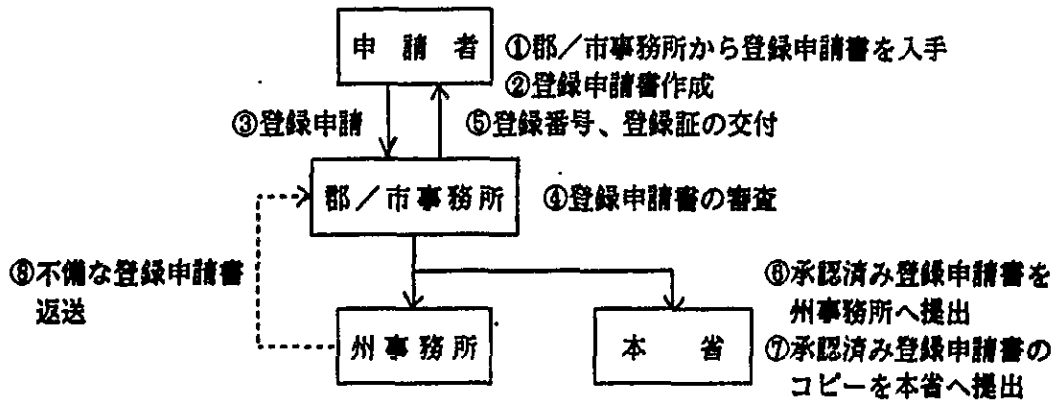 申請者
①郡／市事務所から登録申請書を入手
②登録申請書作成
③登録申請
⑤登録番号、登録証の交付
郡／市事務所
④登録申請書の審査
⑧不備な登録申請書
返送
⑥承認済み登録申請書を
州事務所へ提出
州事務所
本省
⑦承認済み登録申請書の
コピーを本省へ提出